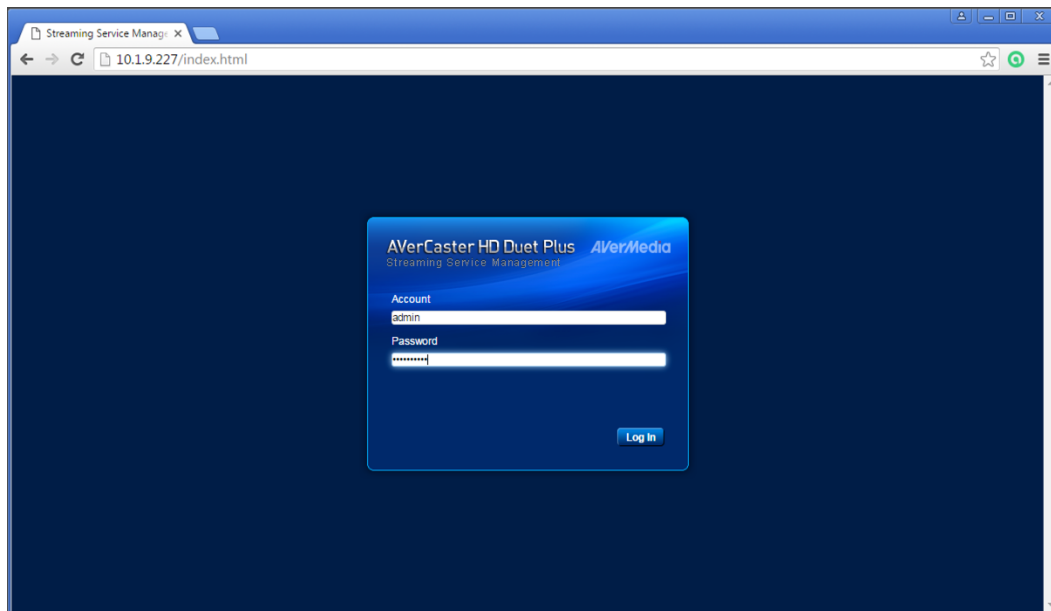 Streaming Service Manag
10.1.9.227/index.html
AVerCaster HD Duet Plus AVerMedia
Streaming Service Management
Account
admin
Password
••••••••••
Log In